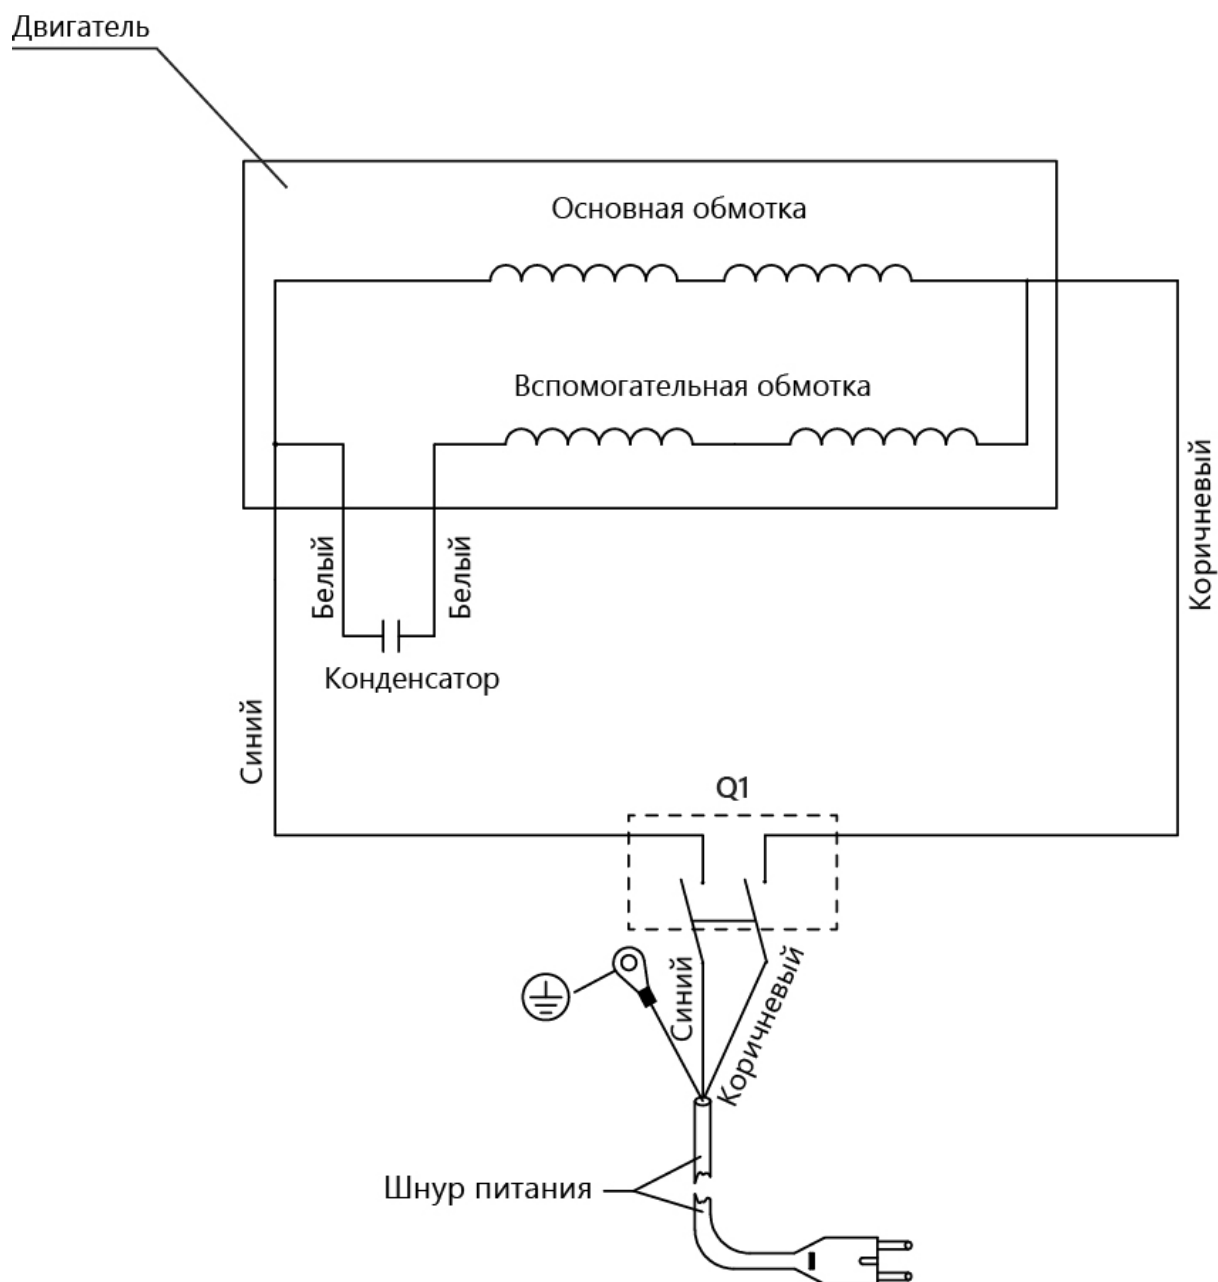 Двигатель
Основная обмотка
Вспомогательная обмотка
Коричневый
Белый
Белый
Конденсатор
Синий
Q1
Синий
Коричневый
Шнур питания